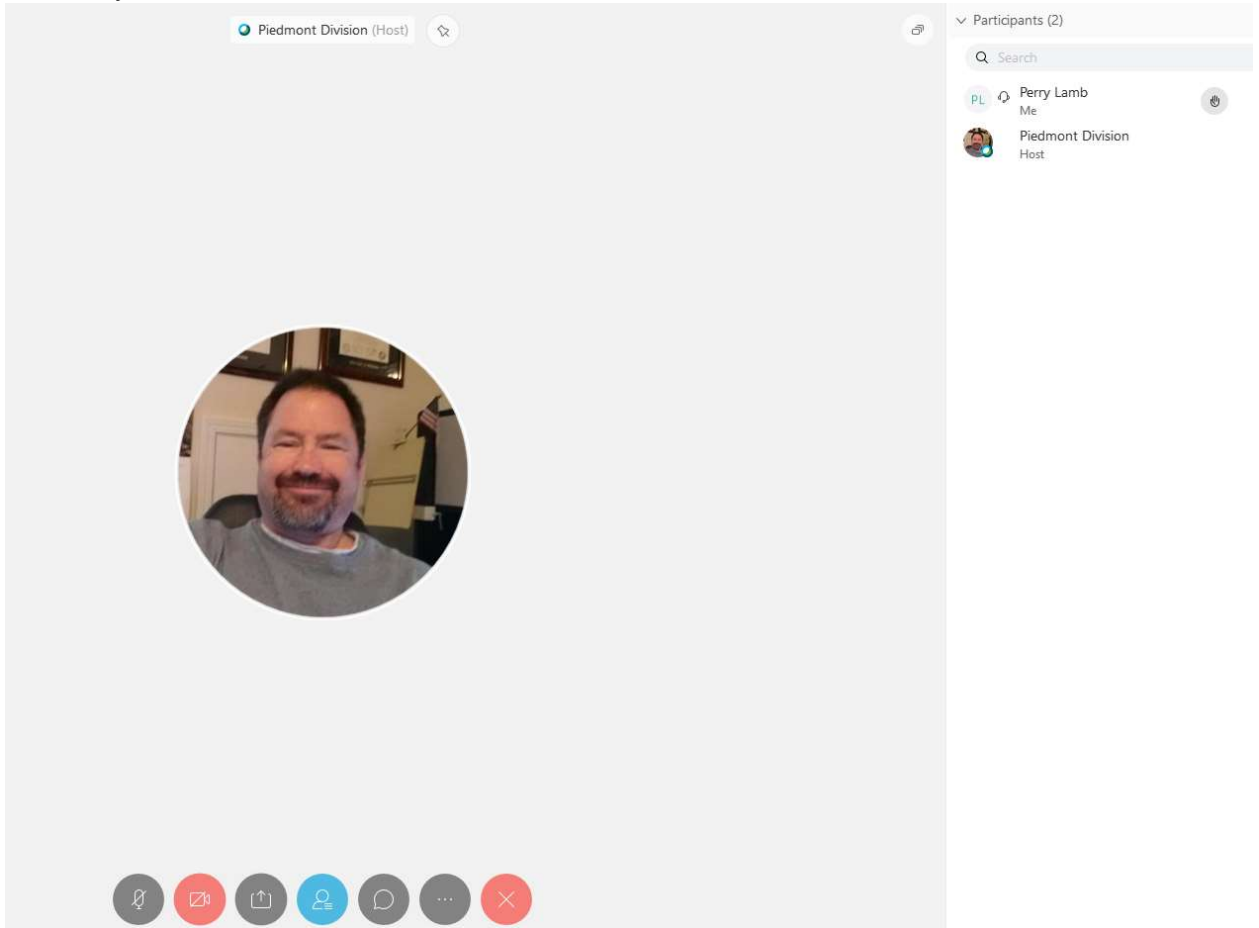 Piedmont Division (Host)
Participants (2)
Search
PL
Perry Lamb
Me
Piedmont Division
Host